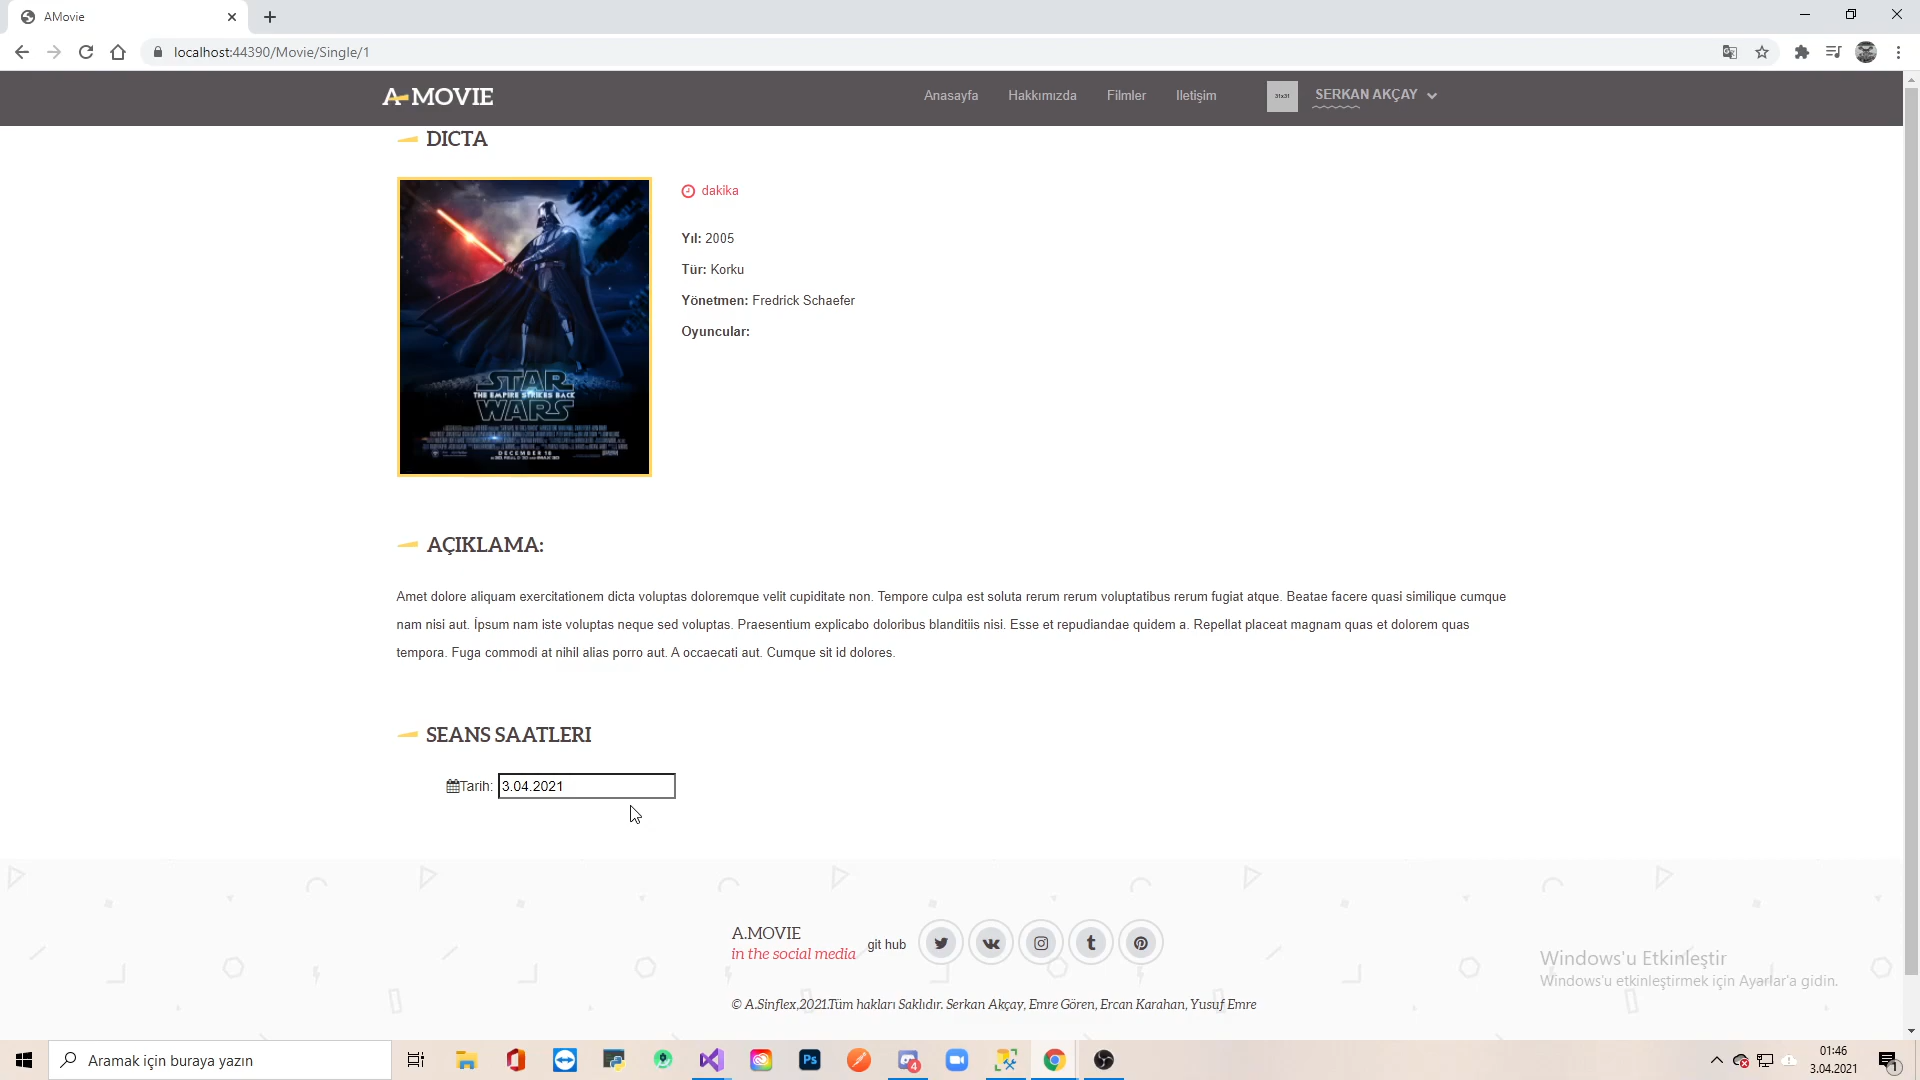 AMovie
localhost:44390/Movie/Single/1
A-MOVIE
Anasayfa
Hakkımızda
Filmler
Iletişim
31x31
SERKAN AKÇAY
DICTA
dakika
Yıl: 2005
Tür: Korku
Yönetmen: Fredrick Schaefer
Oyuncular:
STAR
THE EMPIRE STRIKES BACK
WARS
DECEMBER 16
AÇIKLAMA:
Amet dolore aliquam exercitationem dicta voluptas doloremque velit cupiditate non. Tempore culpa est soluta rerum rerum voluptatibus rerum fugiat atque. Beatae facere quasi similique cumque
nam nisi aut. İpsum nam iste voluptas neque sed voluptas. Praesentium explicabo doloribus blanditiis nisi. Esse et repudiandae quidem a. Repellat placeat magnam quas et dolorem quas
tempora. Fuga commodi at nihil alias porro aut. A occaecati aut. Cumque sit id dolores.
SEANS SAATLERI
Tarih: 3.04.2021
A.MOVIE
in the social media
git hub
Windows'u Etkinleştir
Windows'u etkinleştirmek için Ayarlar'a gidin.
© A.Sinflex,2021.Tüm hakları Saklıdır. Serkan Akçay, Emre Gören, Ercan Karahan, Yusuf Emre
Aramak için buraya yazın
Ps
4
01:46
3.04.2021
1